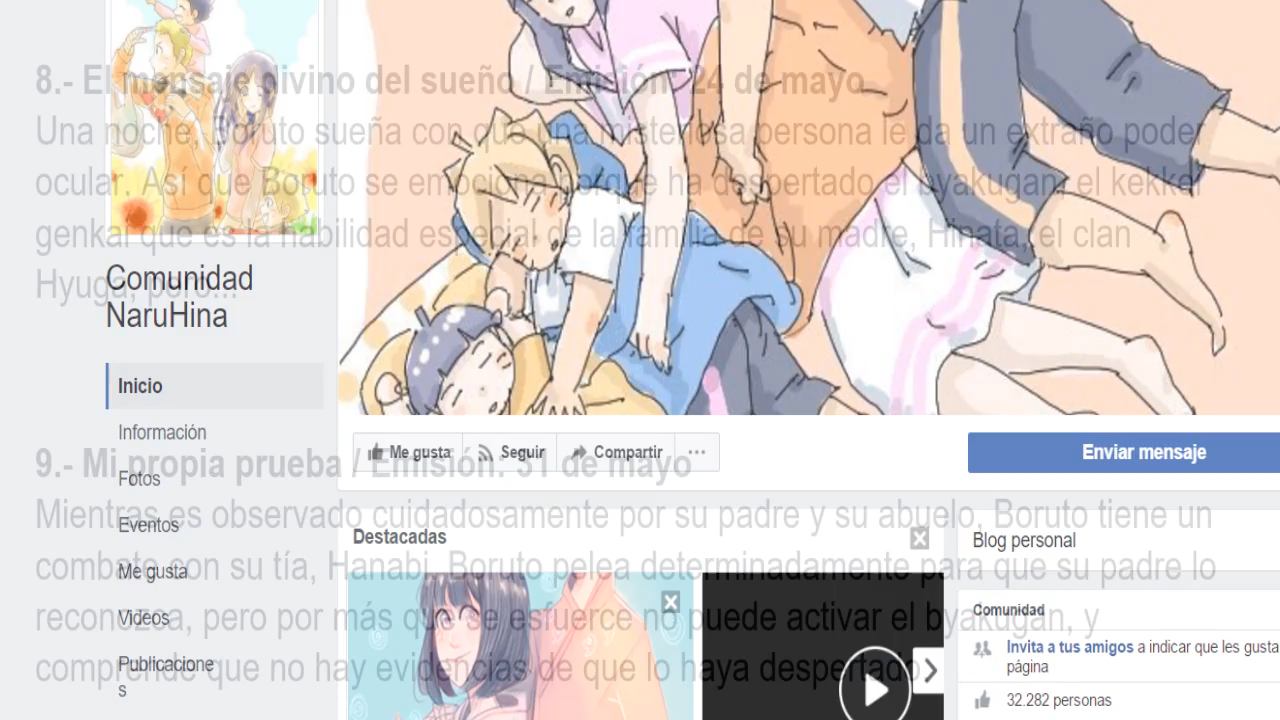 8.- El mensaje divino del sueño / Emisión: 24 de mayo
Una noche, Boruto sueña con que una misteriosa persona le da un extraño poder
ocular. Así que Boruto se emociona que ha despertado el byakugan, el kekkei
genkai que es la habilidad especial de la familia de su madre, Hinata, el clan
Hyuga, pero...
Comunidad
NaruHina
Inicio
Información
Fotos
Eventos
Me gusta
Videos
Publicacione
s
Me gusta
Seguir
Compartir
Enviar mensaje
9.- Mi propia prueba / Emisión: 31 de mayo
Mientras es observado cuidadosamente por su padre y su abuelo, Boruto tiene un
combate con su tía, Hanabi. Boruto pelea determinadamente para que su padre lo
reconozca, pero por más que se esfuerce no puede activar el byakugan, y
comprende que no hay evidencias de que lo haya despertado
Destacadas
Blog personal
Comunidad
Invita a tus amigos a indicar que les gusta
página
32.282 personas